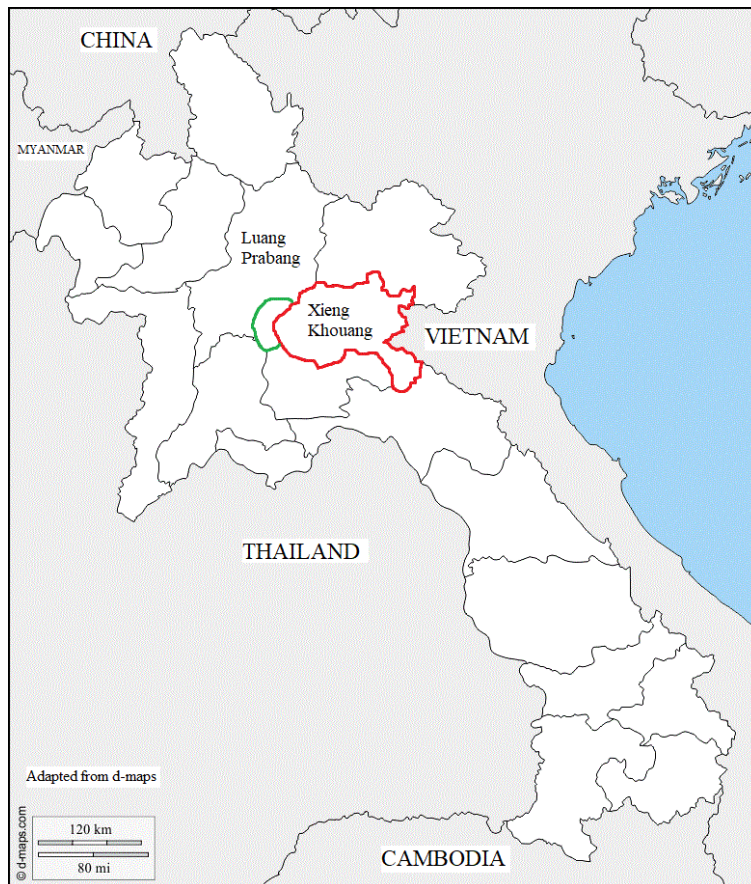 CHINA
MYANMAR
Luang
Prabang
Xieng
Khouang
VIETNAM
THAILAND
Adapted from d-maps
120 km
80 mi
© d-maps.com
CAMBODIA